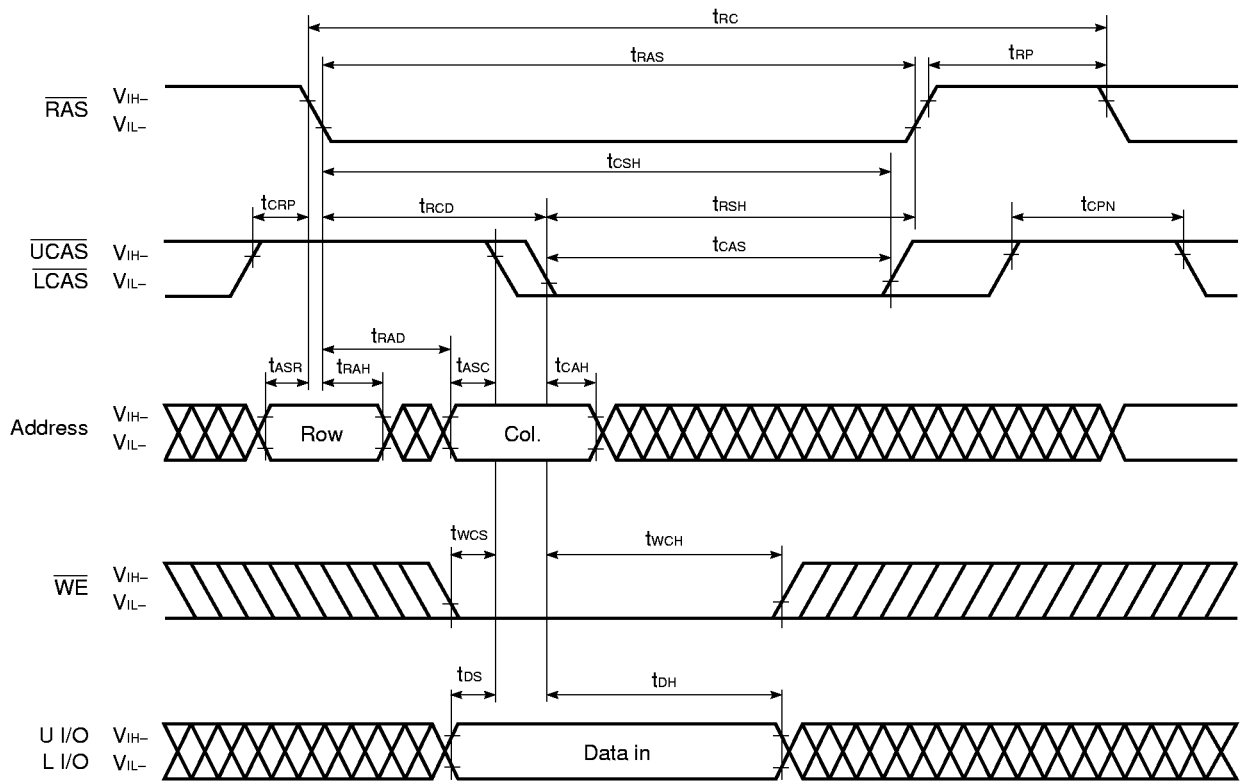 tRC
tRAS
tRP
RAS
VIH–
VIL–
tCSH
tCRP
tRCD
tRSH
tCPN
UCAS
LCAS
VIH–
VIL–
tCAS
tRAD
tASR
tRAH
tASC
tCAH
Address
VIH–
VIL–
Row
Col.
tWCS
tWCH
WE
VIH–
VIL–
tDS
tDH
U I/O
L I/O
VIH–
VIL–
Data in